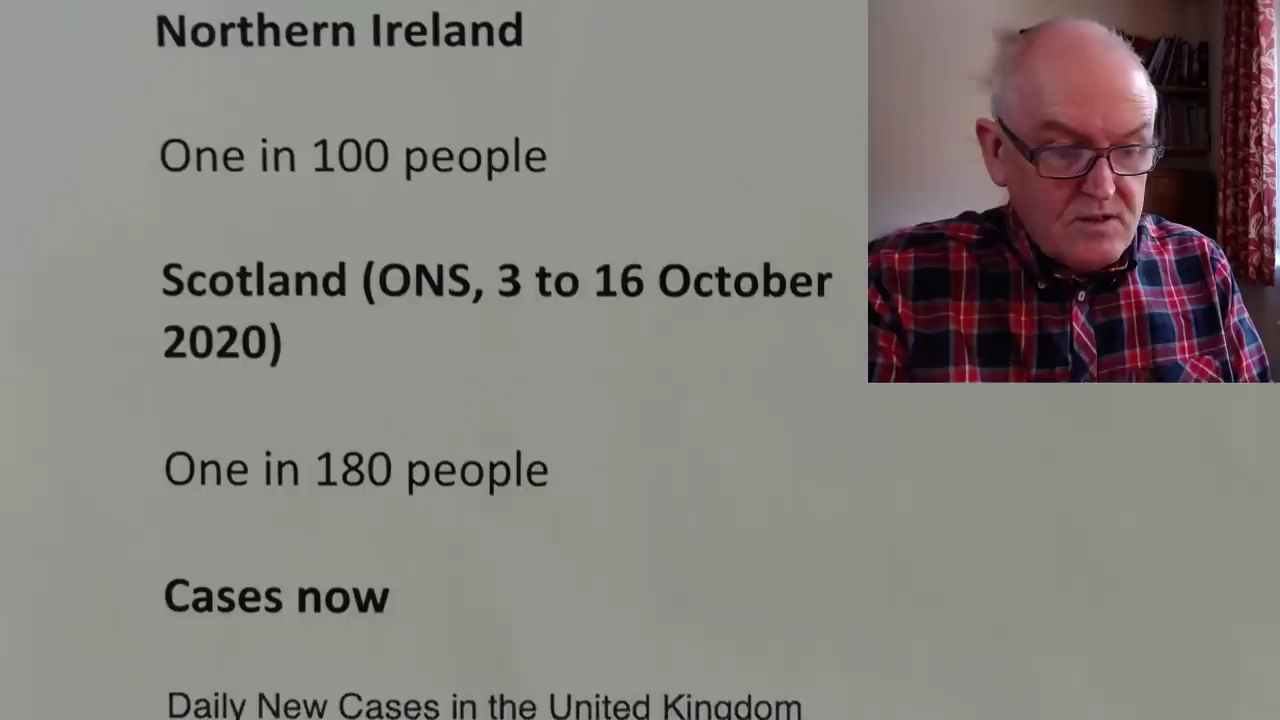 Northern Ireland
One in 100 people
Scotland (ONS, 3 to 16 October
2020)
One in 180 people
Cases now
Daily New Cases in the United Kingdom